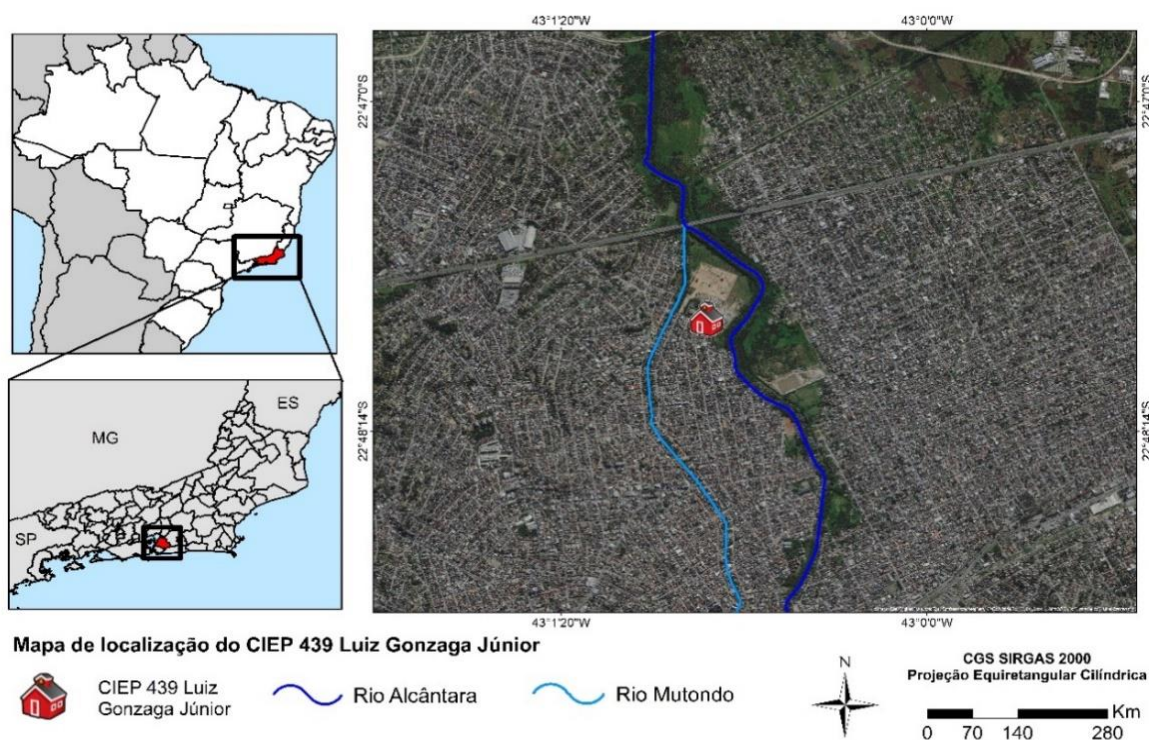 43°1'20"W
43°0'0"W
22°47'0"S
22°47'0"S
22°48'14"S
22°48'14"S
43°1'20"W
43°0'0"W
ES
MG
SP
Mapa de localização do CIEP 439 Luiz Gonzaga Júnior
CIEP 439 Luiz
Gonzaga Júnior
Rio Alcântara
Rio Mutondo
N
CGS SIRGAS 2000
Projeção Equiretangular Cilíndrica
Km
0 70 140 280